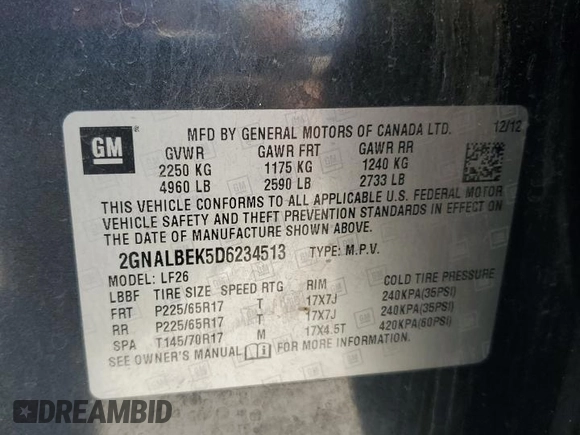 GM
MFD BY GENERAL MOTORS OF CANADA LTD. 12/12
GVWR GAWR FRT GAWR RR
2250 KG 1175 KG 1240 KG
4960 LB 2590 LB 2733 LB
THIS VEHICLE CONFORMS TO ALL APPLICABLE U.S. FEDERAL MOTOR
VEHICLE SAFETY AND THEFT PREVENTION STANDARDS IN EFFECT ON
THE DATE OF MANUFACTURE SHOWN ABOVE.
2GNALBEK5D6234513 TYPE: M.P.V.
MODEL: LF26
LBBF TIRE SIZE SPEED RTG RIM COLD TIRE PRESSURE
FRT P225/65R17 T 17X7J 240KPA(35PSI)
RR P225/65R17 T 17X7J 240KPA(35PSI)
SPA T145/70R17 M 17X4.5T 420KPA(60PSI)
SEE OWNER'S MANUAL FOR MORE INFORMATION.
DREAMBID